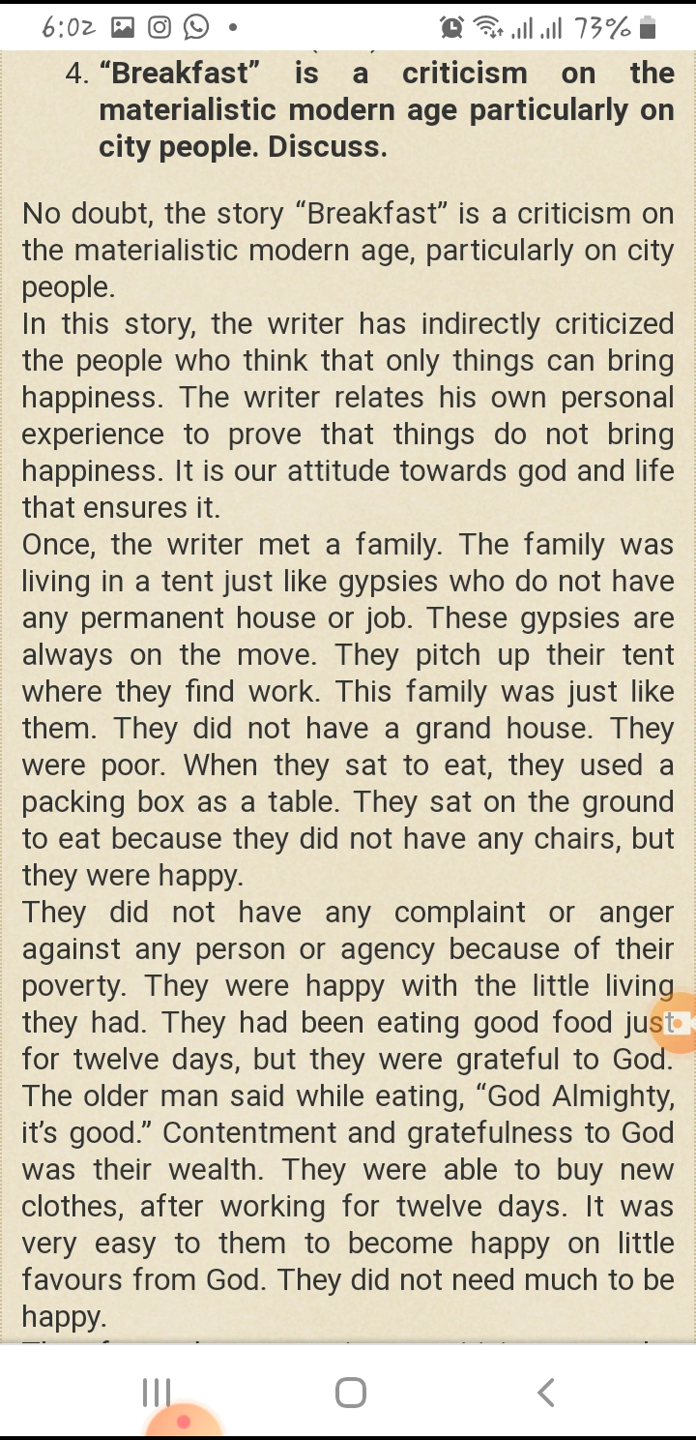 6:02
73%
4. “Breakfast” is a criticism on the
materialistic modern age particularly on
city people. Discuss.
No doubt, the story “Breakfast” is a criticism on
the materialistic modern age, particularly on city
people.
In this story, the writer has indirectly criticized
the people who think that only things can bring
happiness. The writer relates his own personal
experience to prove that things do not bring
happiness. It is our attitude towards god and life
that ensures it.
Once, the writer met a family. The family was
living in a tent just like gypsies who do not have
any permanent house or job. These gypsies are
always on the move. They pitch up their tent
where they find work. This family was just like
them. They did not have a grand house. They
were poor. When they sat to eat, they used a
packing box as a table. They sat on the ground
to eat because they did not have any chairs, but
they were happy.
They did not have any complaint or anger
against any person or agency because of their
poverty. They were happy with the little living
they had. They had been eating good food just
for twelve days, but they were grateful to God.
The older man said while eating, “God Almighty,
it’s good.” Contentment and gratefulness to God
was their wealth. They were able to buy new
clothes, after working for twelve days. It was
very easy to them to become happy on little
favours from God. They did not need much to be
happy.